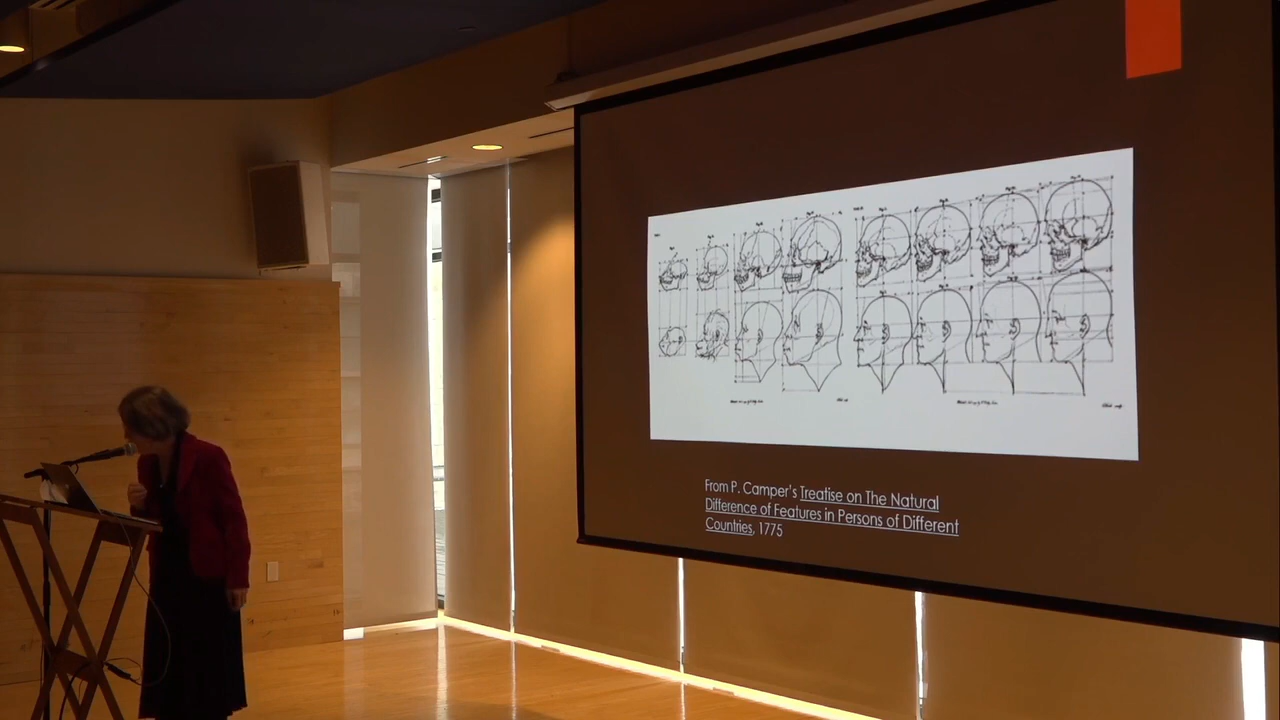 From P. Camper's Treatise on The Natural
Difference of Features in Persons of Different
Countries, 1775